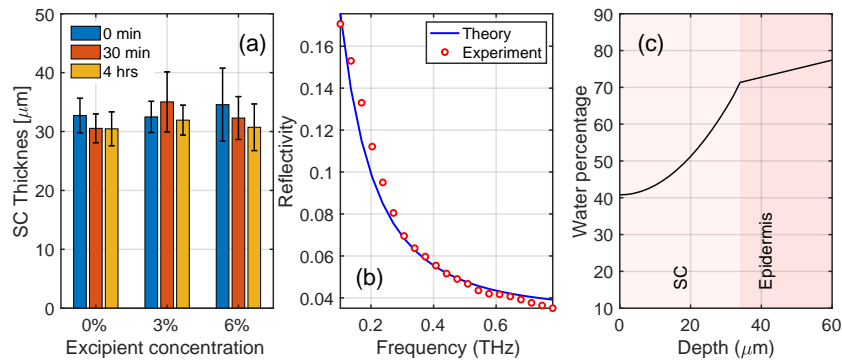 (a)
0 min
30 min
4 hrs
SC Thicknes [μm]
60
50
40
30
20
10
0
0% 3% 6%
Excipient concentration
Theory
Experiment
(b)
Reflectivity
0.16
0.14
0.12
0.1
0.08
0.06
0.04
0.2 0.4 0.6
Frequency (THz)
(c)
Water percentage
90
80
70
60
50
40
30
20
10
SC
Epidermis
0 20 40 60
Depth (μm)